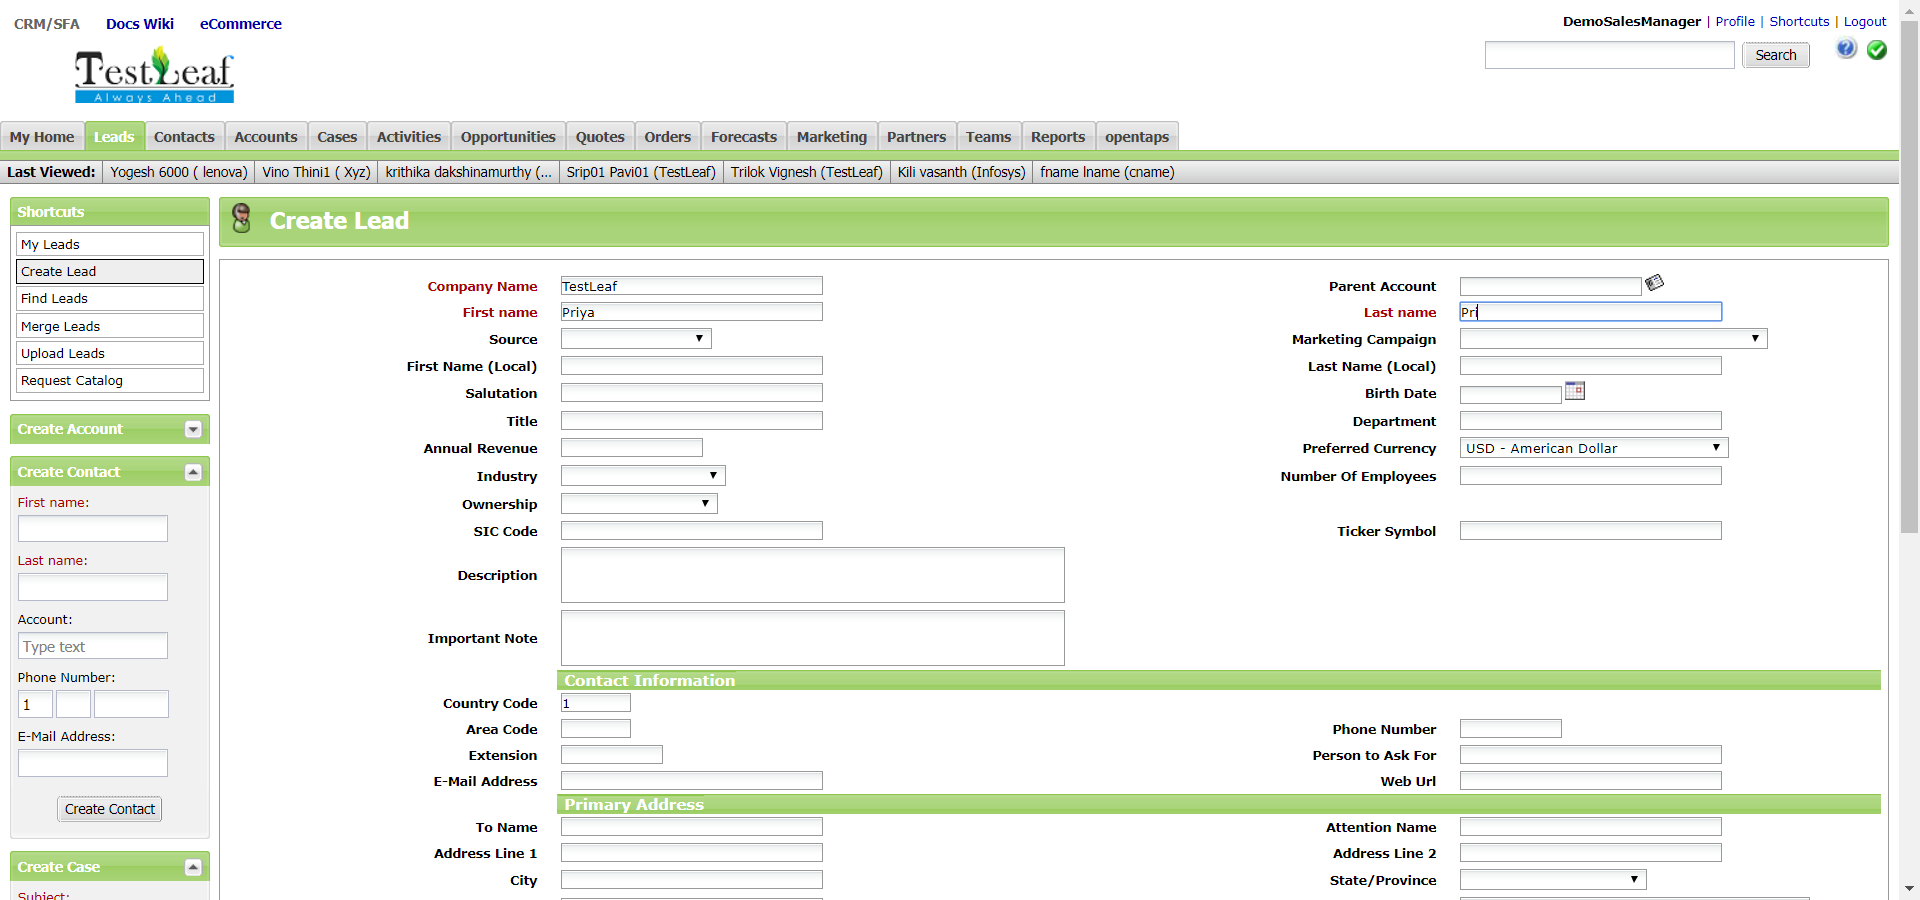 CRM/SFA Docs Wiki eCommerce
DemoSalesManager | Profile | Shortcuts | Logout
TestLeaf
Always Ahead
Search
?
My Home Leads Contacts Accounts Cases Activities Opportunities Quotes Orders Forecasts Marketing Partners Teams Reports opentaps
Last Viewed: Yogesh 6000 ( lenova) Vino Thini1 ( Xyz) krithika dakshinamurthy (... Srip01 Pavi01 (TestLeaf) Trilok Vignesh (TestLeaf) Kili vasanth (Infosys) fname lname (cname)
Shortcuts
My Leads
Create Lead
Find Leads
Merge Leads
Upload Leads
Request Catalog
Create Account
Create Contact
First name:
Last name:
Account:
Type text
Phone Number:
1
E-Mail Address:
Create Contact
Create Case
Subject:
Create Lead
Company Name TestLeaf Parent Account
First name Priya Last name Pri
Source Marketing Campaign
First Name (Local) Last Name (Local)
Salutation Birth Date
Title Department
Annual Revenue Preferred Currency USD - American Dollar
Industry Number Of Employees
Ownership
SIC Code Ticker Symbol
Description
Important Note
Contact Information
Country Code 1
Area Code Phone Number
Extension Person to Ask For
E-Mail Address Web Url
Primary Address
To Name Attention Name
Address Line 1 Address Line 2
City State/Province